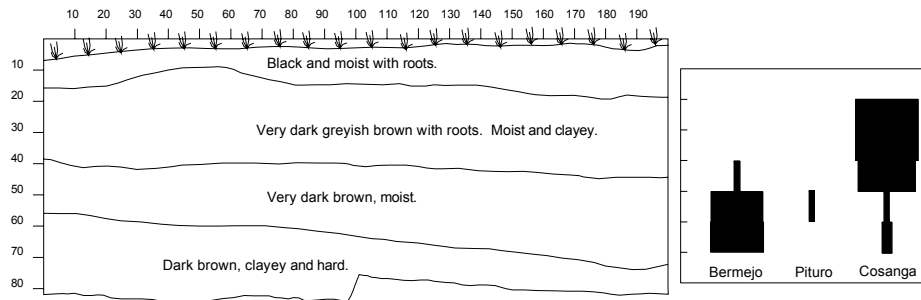 10 20 30 40 50 60 70 80 90 100 110 120 130 140 150 160 170 180 190
10
Black and moist with roots.
20
30
Very dark greyish brown with roots. Moist and clayey.
40
50
Very dark brown, moist.
60
70
Dark brown, clayey and hard.
80
Bermejo Pituro Cosanga